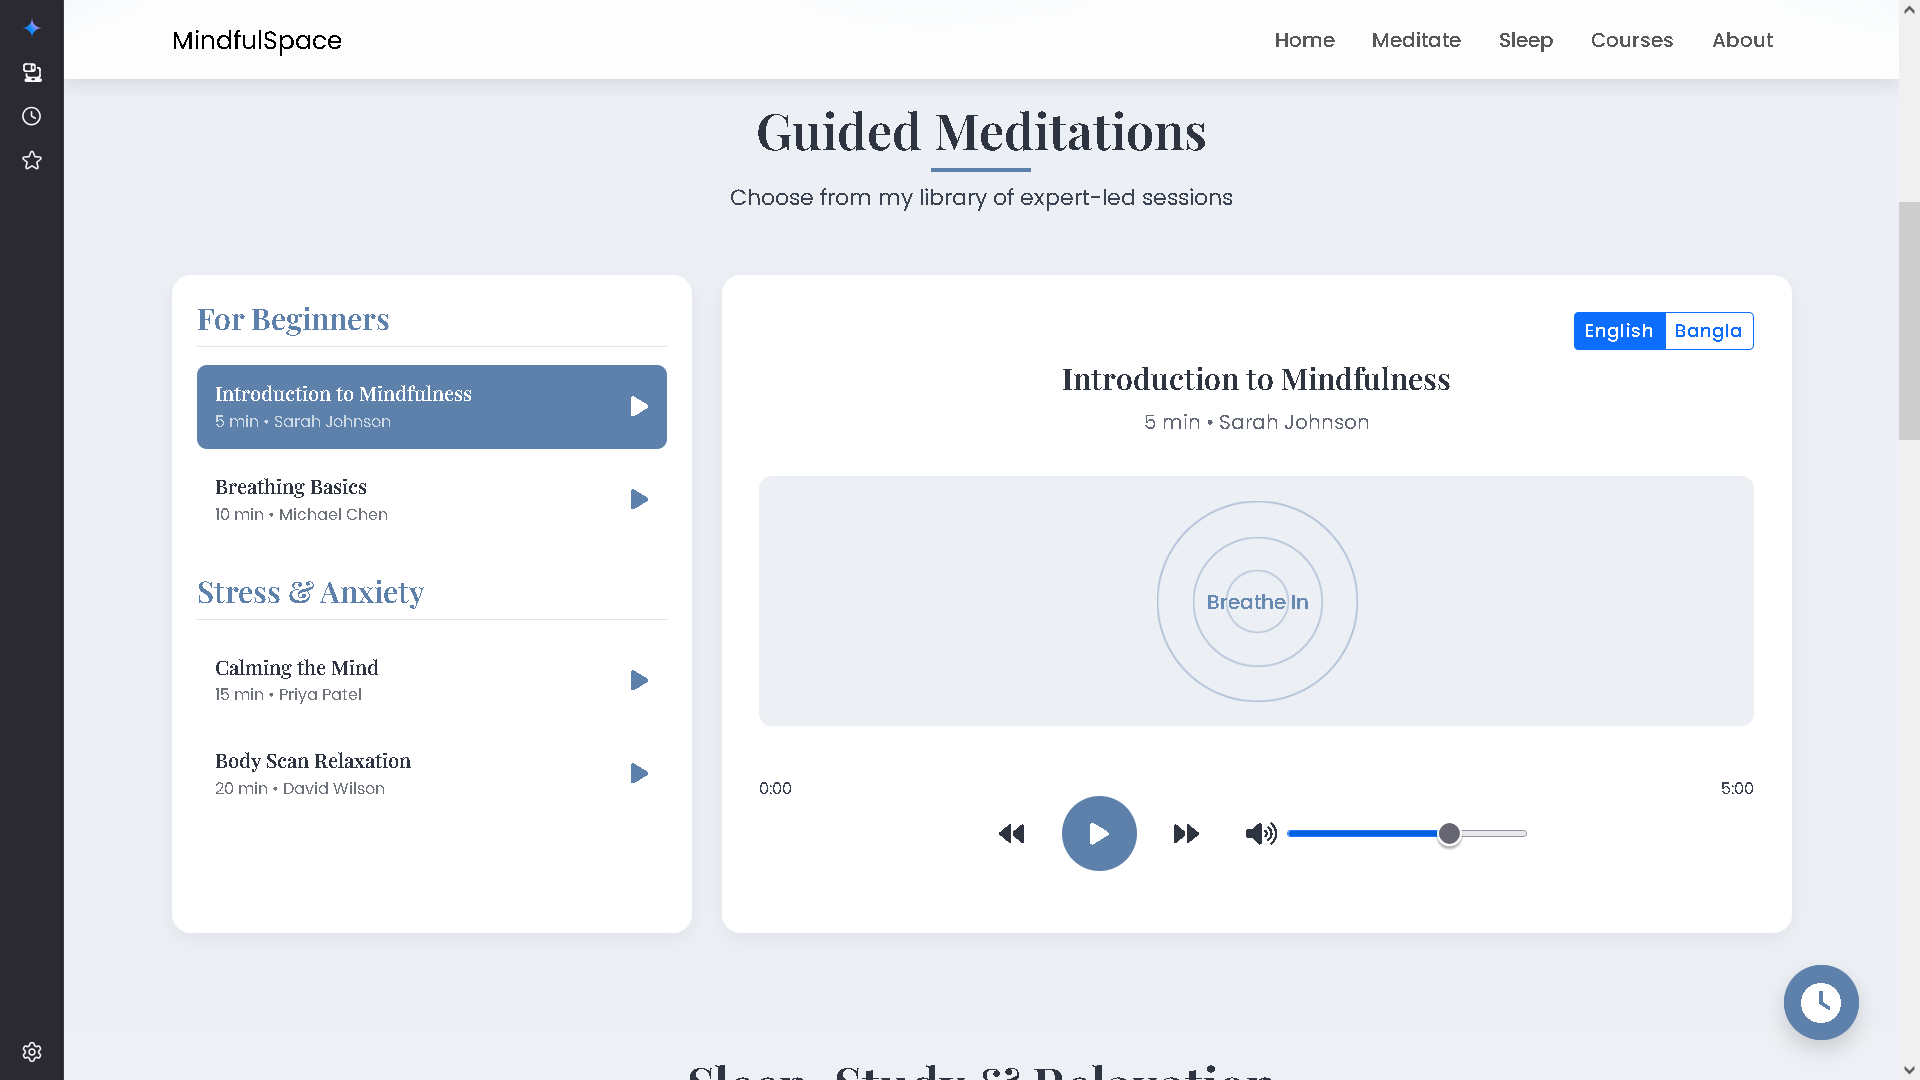 MindfulSpace
Home Meditate Sleep Courses About
Guided Meditations
Choose from my library of expert-led sessions
For Beginners
Introduction to Mindfulness
5 min • Sarah Johnson
Breathing Basics
10 min • Michael Chen
Stress & Anxiety
Calming the Mind
15 min • Priya Patel
Body Scan Relaxation
20 min • David Wilson
English Bangla
Introduction to Mindfulness
5 min • Sarah Johnson
Breathe In
0:00 5:00
Sleep, Study & Relaxation